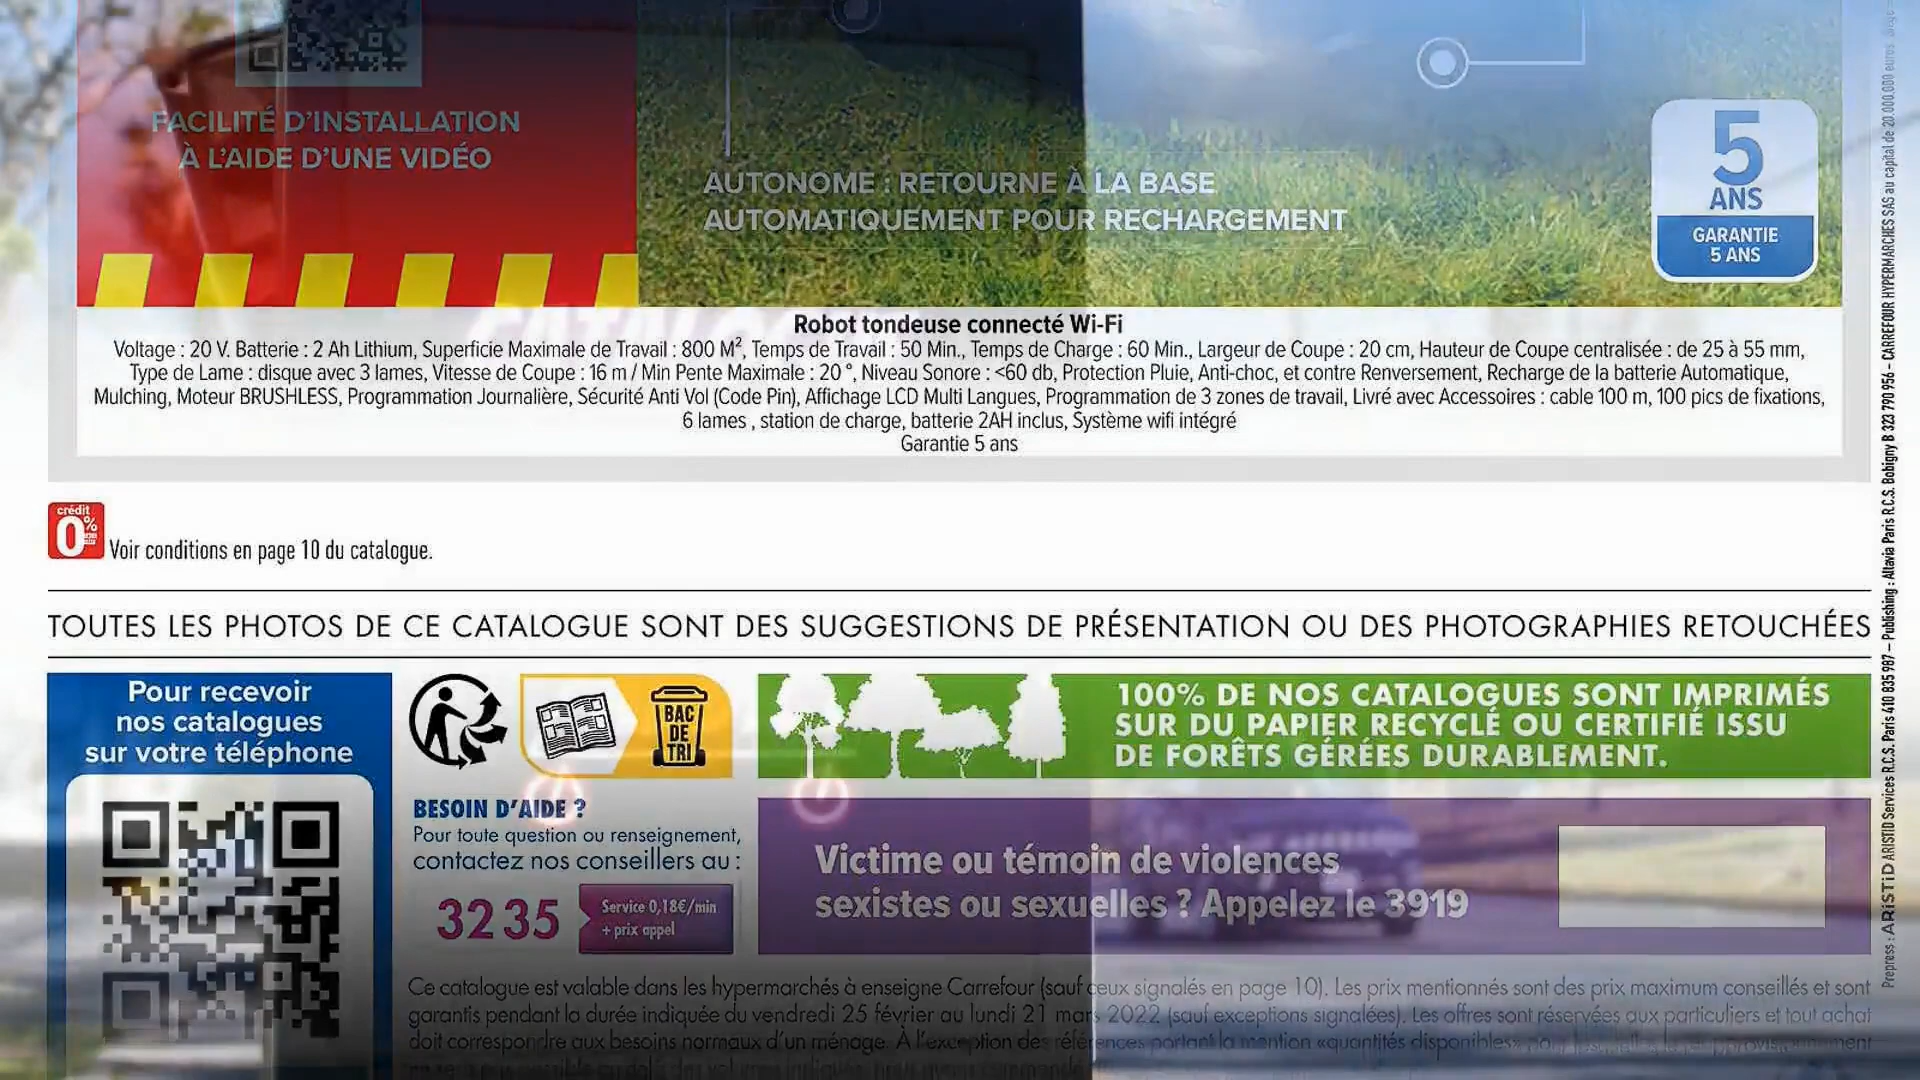 FACILITÉ D'INSTALLATION
À L'AIDE D'UNE VIDÉO
AUTONOME : RETOURNE À LA BASE
AUTOMATIQUEMENT POUR RECHARGEMENT
5
ANS
GARANTIE
5 ANS
Robot tondeuse connecté Wi-Fi
Voltage : 20 V. Batterie : 2 Ah Lithium, Superficie Maximale de Travail : 800 M², Temps de Travail : 50 Min., Temps de Charge : 60 Min., Largeur de Coupe : 20 cm, Hauteur de Coupe centralisée : de 25 à 55 mm,
Type de Lame : disque avec 3 lames, Vitesse de Coupe : 16 m / Min Pente Maximale : 20 °, Niveau Sonore : <60 db, Protection Pluie, Anti-choc, et contre Renversement, Recharge de la batterie Automatique,
Mulching, Moteur BRUSHLESS, Programmation Journalière, Sécurité Anti Vol (Code Pin), Affichage LCD Multi Langues, Programmation de 3 zones de travail, Livré avec Accessoires : cable 100 m, 100 pics de fixations,
6 lames , station de charge, batterie 2AH inclus, Système wifi intégré
Garantie 5 ans
crédit
0%
Voir conditions en page 10 du catalogue.
TOUTES LES PHOTOS DE CE CATALOGUE SONT DES SUGGESTIONS DE PRÉSENTATION OU DES PHOTOGRAPHIES RETOUCHÉES
Pour recevoir
nos catalogues
sur votre téléphone
BAC
DE
TRI
100% DE NOS CATALOGUES SONT IMPRIMÉS
SUR DU PAPIER RECYCLÉ OU CERTIFIÉ ISSU
DE FORÊTS GÉRÉES DURABLEMENT.
BESOIN D'AIDE ?
Pour toute question ou renseignement,
contactez nos conseillers au :
32 35
Service 0,18€/min
+ prix appel
Victime ou témoin de violences
sexistes ou sexuelles ? Appelez le 3919
Ce catalogue est valable dans les hypermarchés à enseigne Carrefour (sauf ceux signalés en page 10). Les prix mentionnés sont des prix maximum conseillés et sont
garantis pendant la durée indiquée du vendredi 25 février au lundi 21 mars 2022 (sauf exceptions signalées). Les offres sont réservées aux particuliers et tout achat
doit correspondre aux besoins normaux d'un ménage. À l'exception des références portant la mention «quantités disponibles»
Prepress : ARISTID ARISTID Services R.C.S. Paris 410 835 987 – Publishing : Altavia Paris R.C.S. Bobigny B 323 790 956 – CARREFOUR HYPERMARCHES SAS au capital de 20.000.000 euros